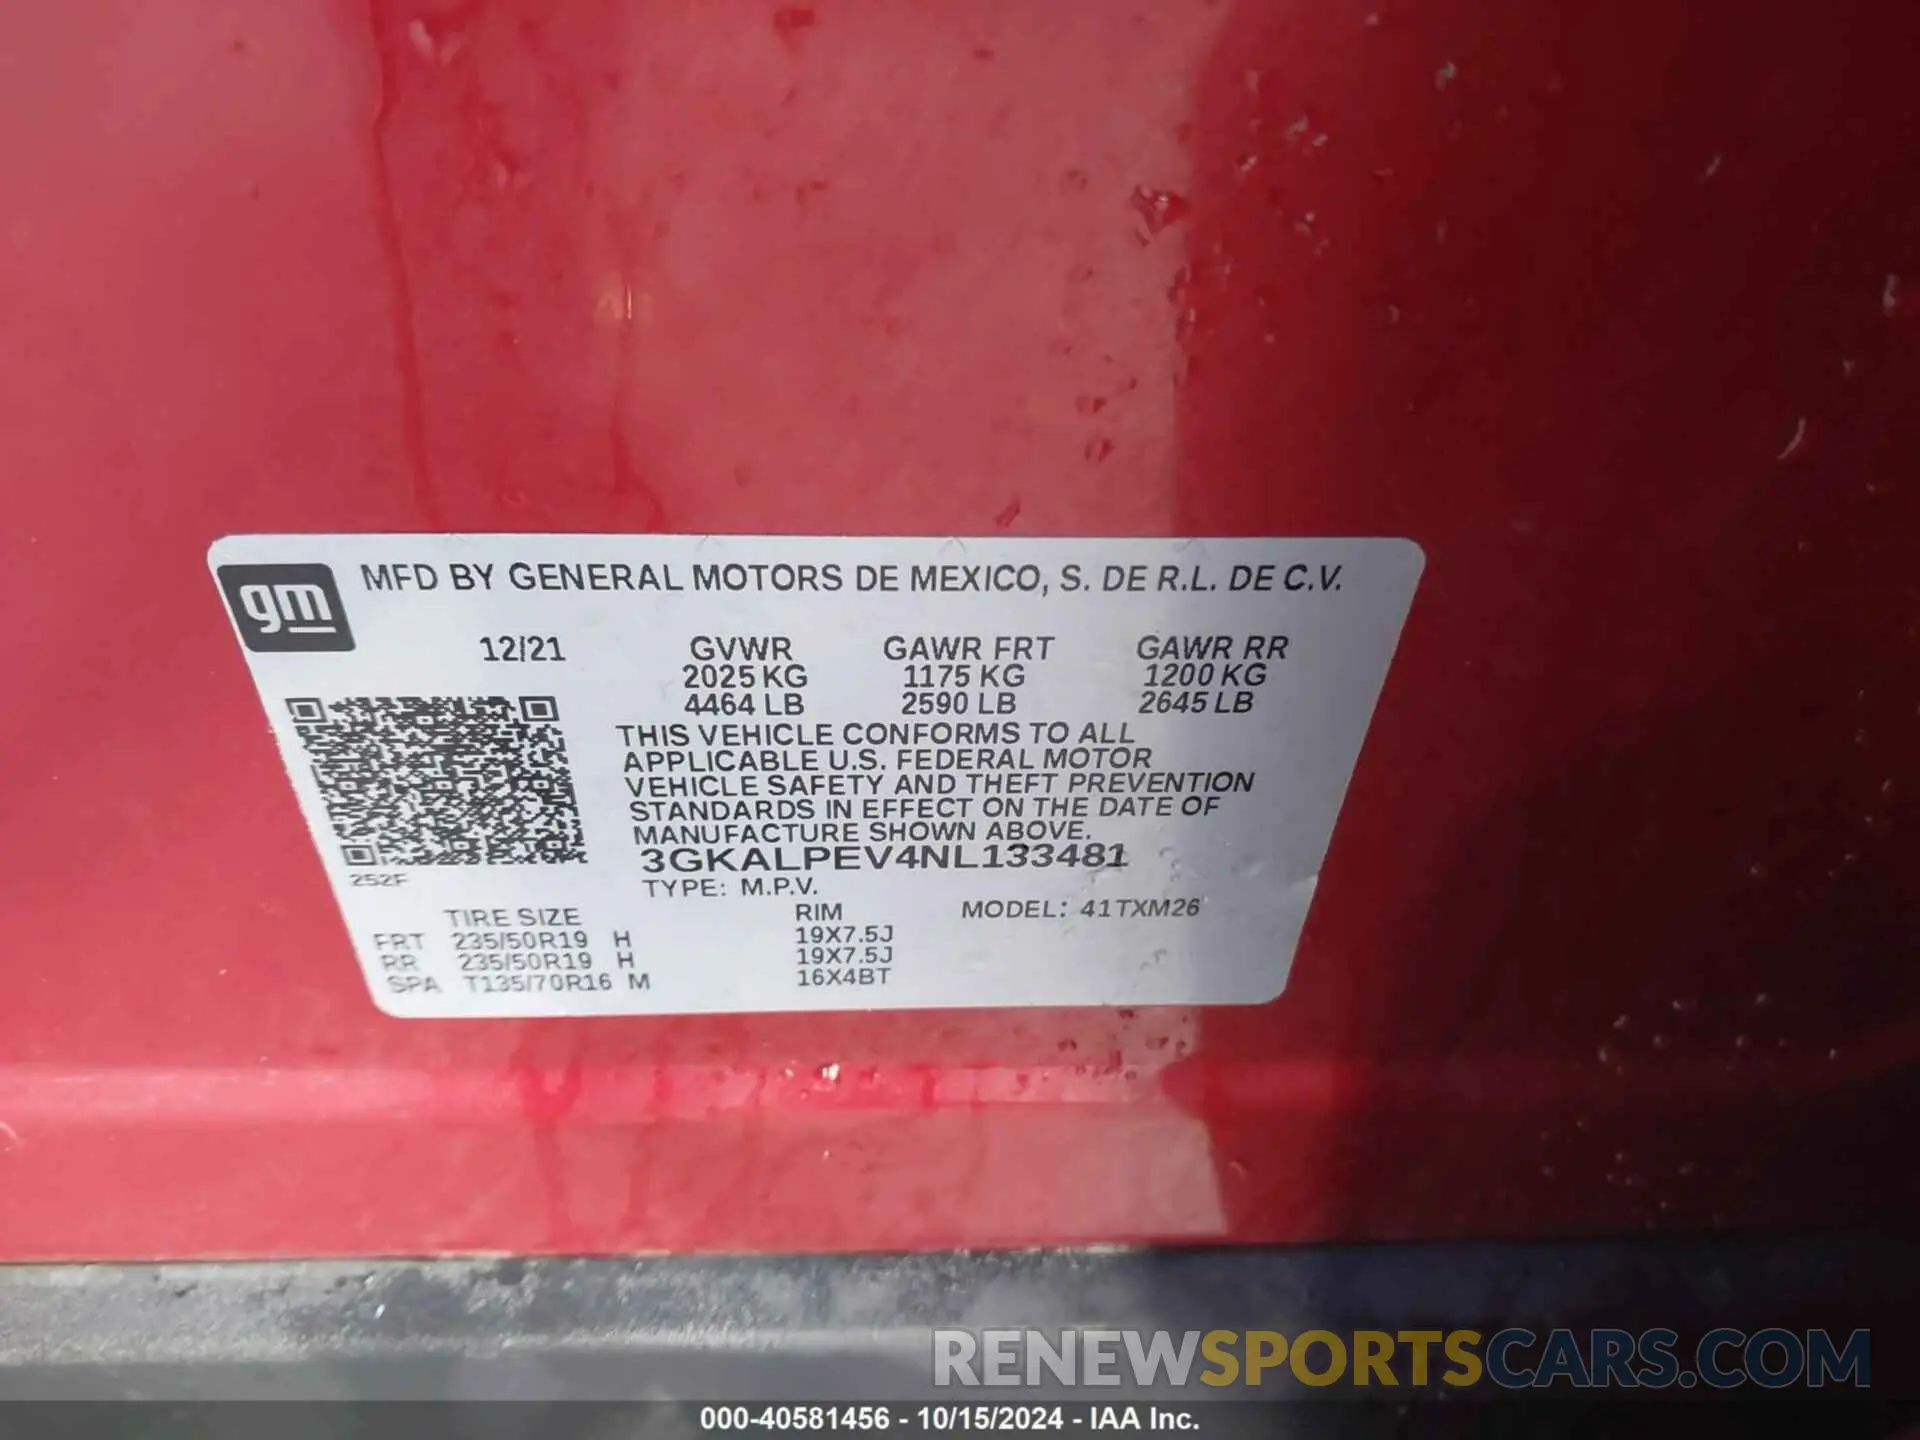 gm
MFD BY GENERAL MOTORS DE MEXICO, S. DE R.L. DE C.V.
12/21 GVWR GAWR FRT GAWR RR
2025 KG 1175 KG 1200 KG
4464 LB 2590 LB 2645 LB
THIS VEHICLE CONFORMS TO ALL
APPLICABLE U.S. FEDERAL MOTOR
VEHICLE SAFETY AND THEFT PREVENTION
STANDARDS IN EFFECT ON THE DATE OF
MANUFACTURE SHOWN ABOVE.
3GKALPEV4NL133481
252F
TYPE: M.P.V.
TIRE SIZE RIM MODEL: 41TXM26
FRT 235/50R19 H 19X7.5J
RR 235/50R19 H 19X7.5J
SPA T135/70R16 M 16X4BT
RENEWSPORTSCARS.COM
000-40581456 - 10/15/2024 - IAA Inc.